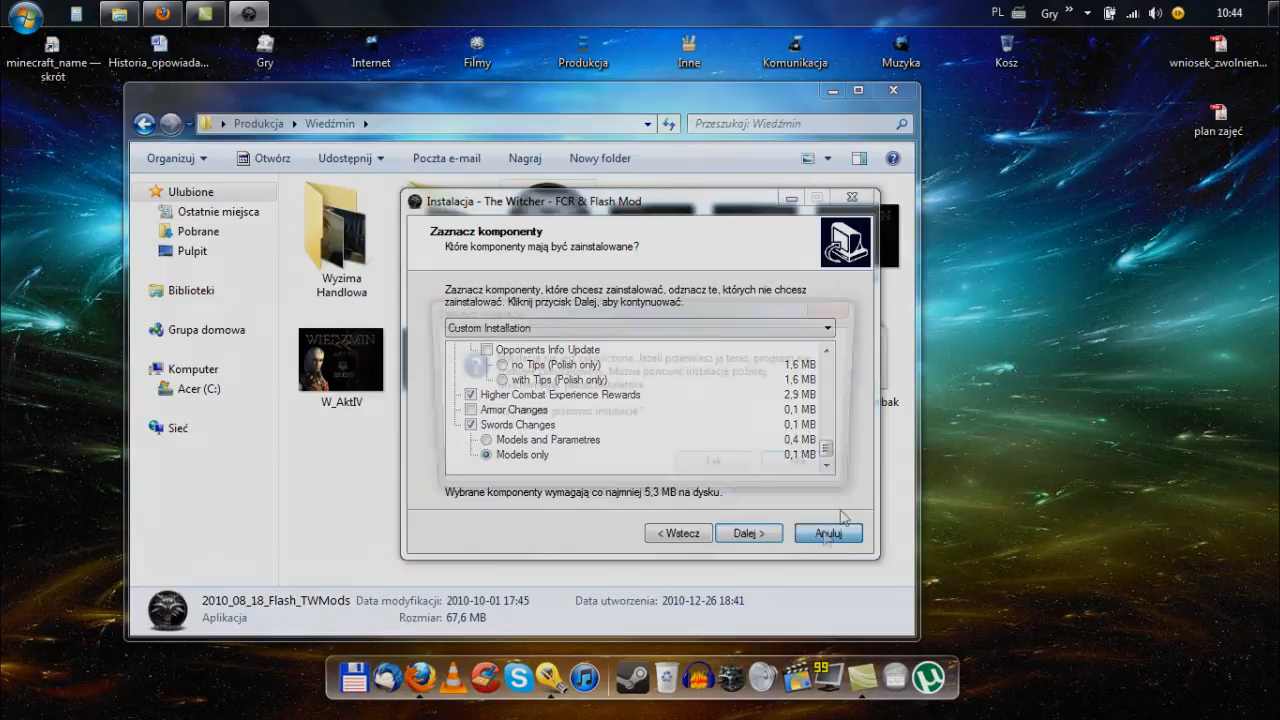 PL
Gry
10:44
minecraft_name —
skrót
Historia_opowiada...
Gry
Internet
Filmy
Produkcja
Inne
Komunikacja
Muzyka
Kosz
wniosek_zwolnien...
plan zajęć
Produkcja
Wiedźmin
Przeszukaj: Wiedźmin
Organizuj
Otwórz
Udostępnij
Poczta e-mail
Nagraj
Nowy folder
Ulubione
Ostatnie miejsca
Pobrane
Pulpit
Biblioteki
Grupa domowa
Komputer
Acer (C:)
Sieć
Wyzima
Handlowa
WIEDŹMIN
W_AktIV
bak
Instalacja - The Witcher - FCR & Flash Mod
Zaznacz komponenty
Które komponenty mają być zainstalowane?
Zaznacz komponenty, które chcesz zainstalować, odznacz te, których nie chcesz
zainstalować. Kliknij przycisk Dalej, aby kontynuować.
Custom Installation
Opponents Info Update
no Tips (Polish only) 1,6 MB
with Tips (Polish only) 1,6 MB
Higher Combat Experience Rewards 2,9 MB
Armor Changes 0,1 MB
Swords Changes 0,1 MB
Models and Parametres 0,4 MB
Models only 0,1 MB
Tak
Wybrane komponenty wymagają co najmniej 5,3 MB na dysku.
< Wstecz
Dalej >
Anuluj
2010_08_18_Flash_TWMods Data modyfikacji: 2010-10-01 17:45 Data utworzenia: 2010-12-26 18:41
Aplikacja Rozmiar: 67,6 MB
99